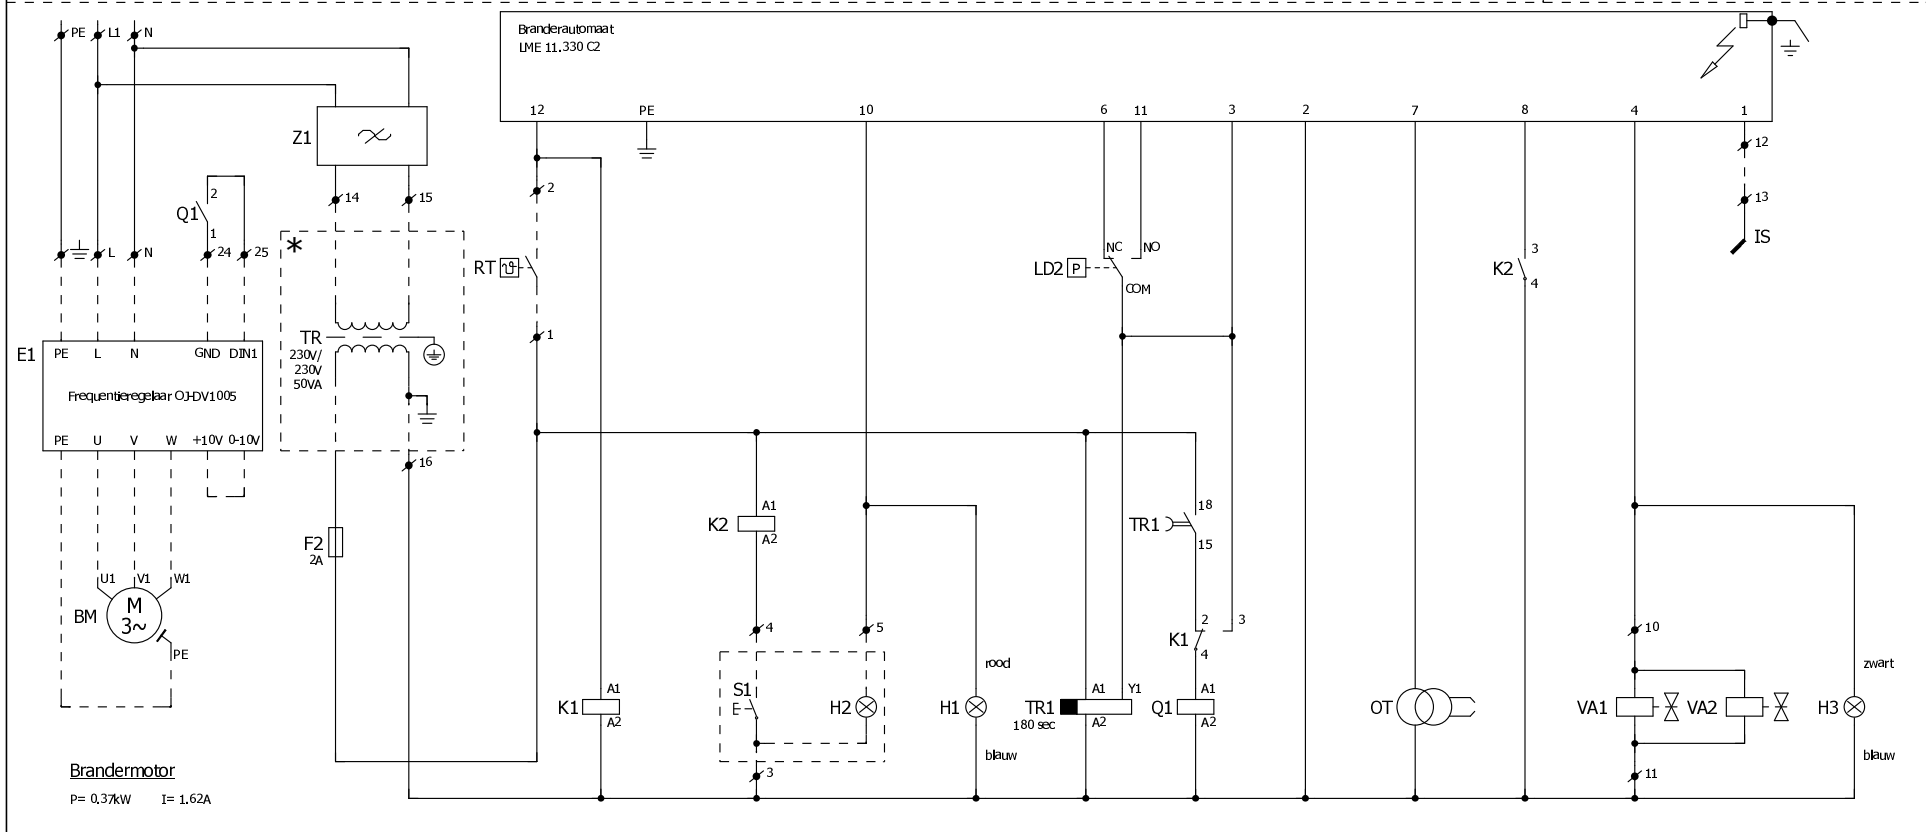 Branderautomaat
LME 11.330 C2
PE L1 N
12 PE 10 6 11 3 2 7 8 4 1
Z1
12
2
Q1
1
14 15
2
13
L N 24 25
*
RT
LD2 P
NC NO
COM
K2
3
4
IS
TR
230V/
230V
50VA
1
E1
PE L N GND DIN1
Frequentieregelaar OJ-DV1005
PE U V W +10V 0-10V
16
F2
2A
K2
A1
A2
TR1
18
15
U1 V1 W1
BM
M
3~
PE
4 5
K1
2 3
4
10
rood
zwart
K1
A1
A2
S1
E
H2
H1
TR1
180 sec
A1 Y1
A2
Q1
A1
A2
OT
VA1
VA2
H3
blauw
blauw
3
11
Brandermotor
P= 0.37kW I= 1.62A